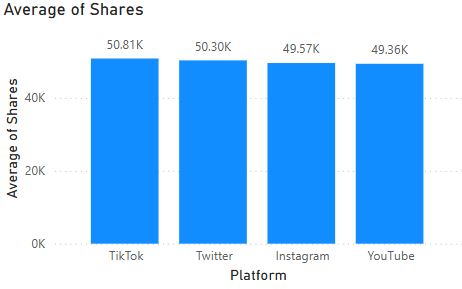 Average of Shares
50.81K 50.30K 49.57K 49.36K
Average of Shares
40K
20K
0K
TikTok Twitter Instagram YouTube
Platform